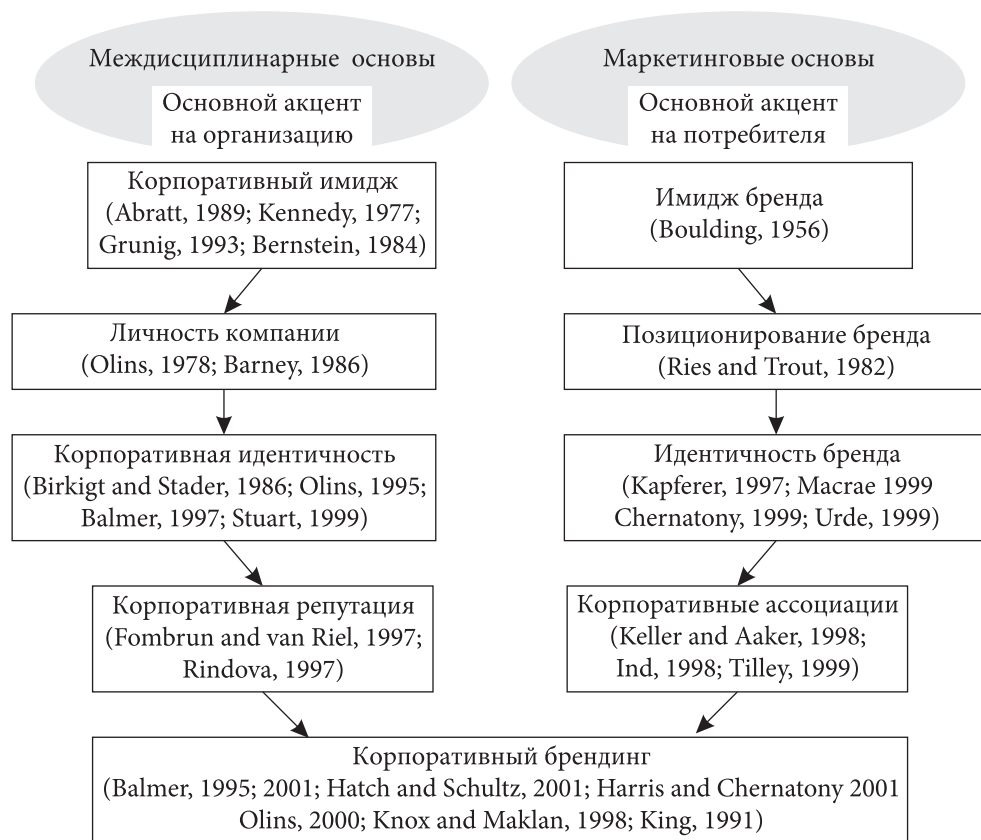 Междисциплинарные основы
Основной акцент
на организацию
Корпоративный имидж
(Abratt, 1989; Kennedy, 1977;
Grunig, 1993; Bernstein, 1984)
Личность компании
(Olins, 1978; Barney, 1986)
Корпоративная идентичность
(Birkigt and Stader, 1986; Olins, 1995;
Balmer, 1997; Stuart, 1999)
Корпоративная репутация
(Fombrun and van Riel, 1997;
Rindova, 1997)
Маркетинговые основы
Основной акцент
на потребителя
Имидж бренда
(Boulding, 1956)
Позиционирование бренда
(Ries and Trout, 1982)
Идентичность бренда
(Kapferer, 1997; Macrae 1999
Chernatony, 1999; Urde, 1999)
Корпоративные ассоциации
(Keller and Aaker, 1998;
Ind, 1998; Tilley, 1999)
Корпоративный брендинг
(Balmer, 1995; 2001; Hatch and Schultz, 2001; Harris and Chernatony 2001
Olins, 2000; Knox and Maklan, 1998; King, 1991)